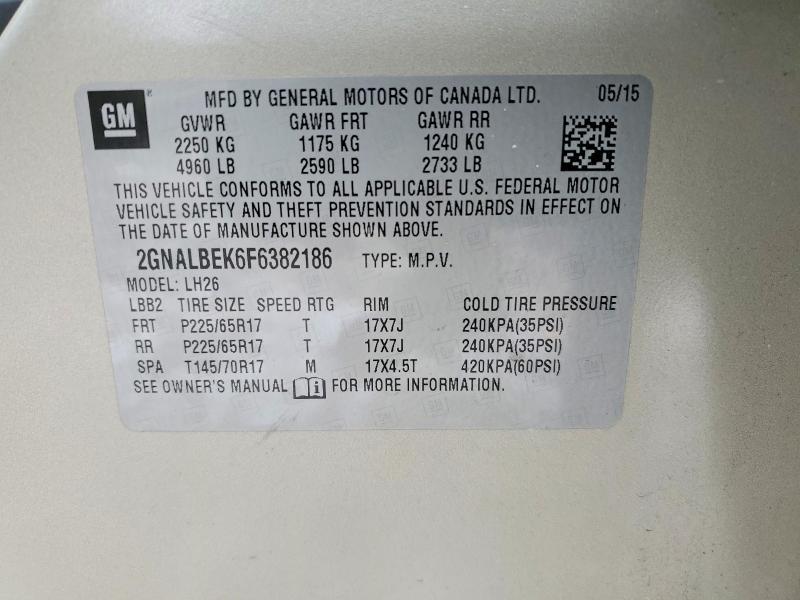 GM
MFD BY GENERAL MOTORS OF CANADA LTD. 05/15
GVWR GAWR FRT GAWR RR
2250 KG 1175 KG 1240 KG
4960 LB 2590 LB 2733 LB
THIS VEHICLE CONFORMS TO ALL APPLICABLE U.S. FEDERAL MOTOR
VEHICLE SAFETY AND THEFT PREVENTION STANDARDS IN EFFECT ON
THE DATE OF MANUFACTURE SHOWN ABOVE.
2GNALBEK6F6382186 TYPE: M.P.V.
MODEL: LH26
LBB2 TIRE SIZE SPEED RTG RIM COLD TIRE PRESSURE
FRT P225/65R17 T 17X7J 240KPA(35PSI)
RR P225/65R17 T 17X7J 240KPA(35PSI)
SPA T145/70R17 M 17X4.5T 420KPA(60PSI)
SEE OWNER'S MANUAL FOR MORE INFORMATION.